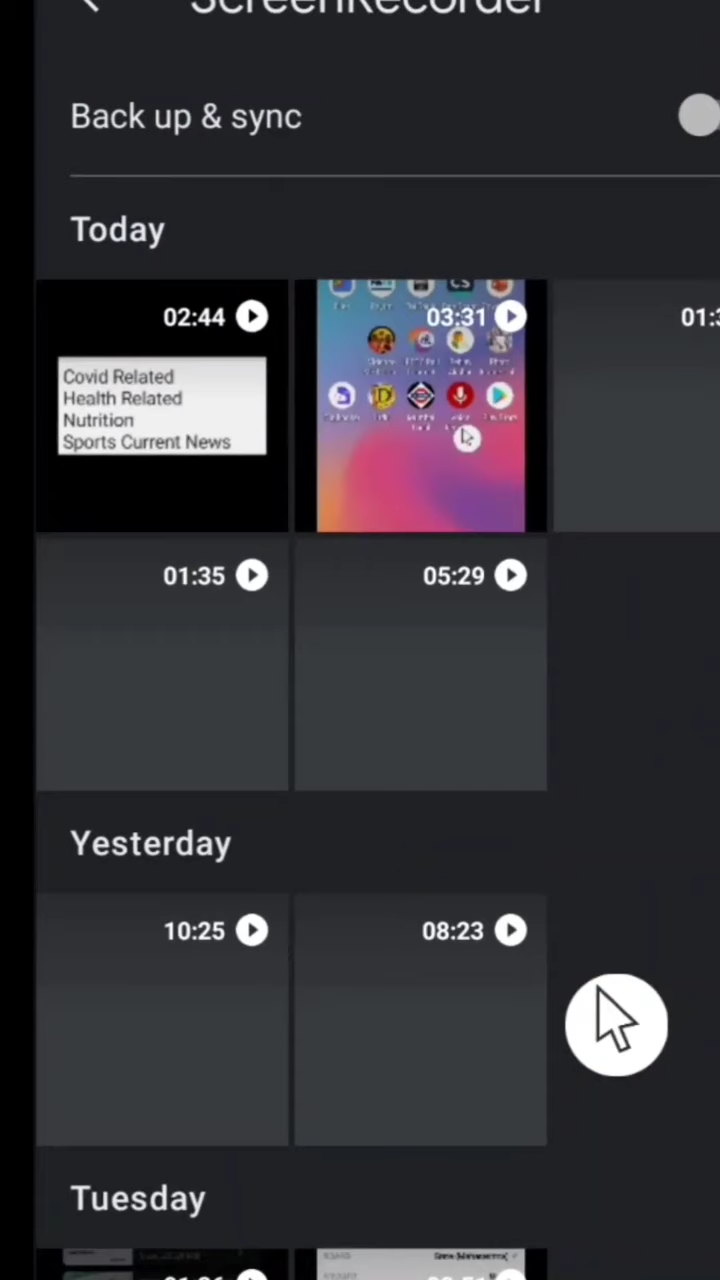 ScreenRecorder
Back up & sync
Today
02:44
03:31
Covid Related
Health Related
Nutrition
Sports Current News
01:35
05:29
Yesterday
10:25
08:23
Tuesday